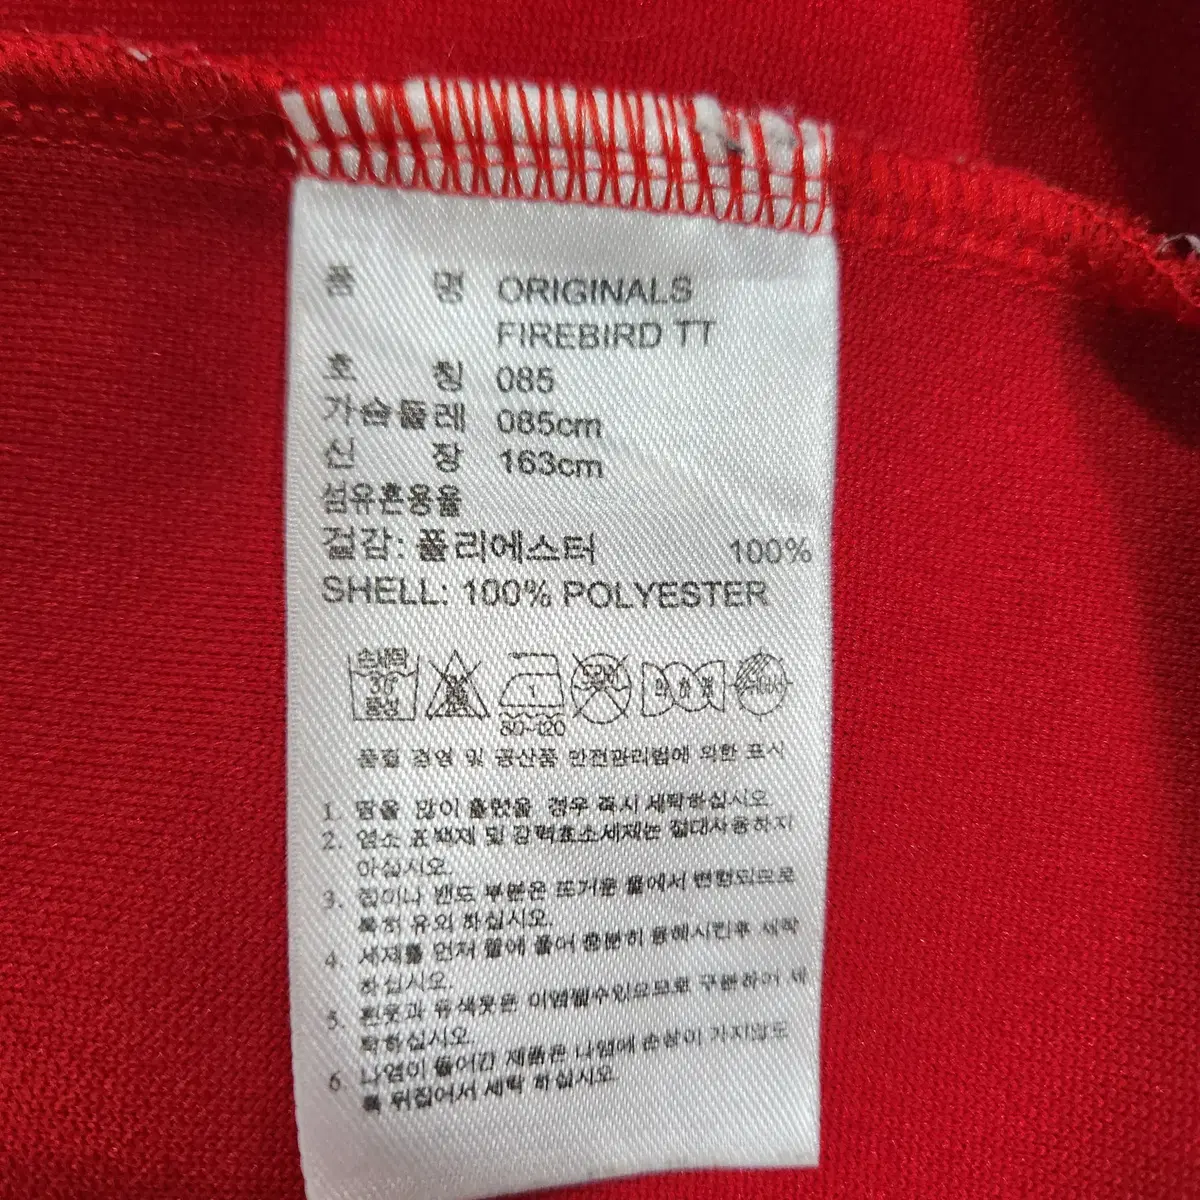 품 명 ORIGINALS
FIREBIRD TT
호 칭 085
가슴둘레 085cm
신 장 163cm
섬유혼용율
겉감: 폴리에스터 100%
SHELL: 100% POLYESTER
손세탁
30°
중성
80~120
품질 경영 및 공산품 안전관리법에 의한 표시
1. 땀을 많이 흘렸을 경우 즉시 세탁하십시오.
2. 염소 표백제 및 강력효소세제는 절대사용하지
마십시오.
3. 접이나 밴드 부분은 뜨거운 물에서 변형되므로
특히 유의 하십시오.
4. 세제를 먼저 물에 풀어 충분히 용해시킨후 세탁
하십시오.
5. 흰옷과 유색옷은 이염될수있으므로 구분하여 세
탁하십시오.
6. 나염이 들어간 제품은 나염에 손상이 가지않도
록 뒤집어서 세탁 하십시오.